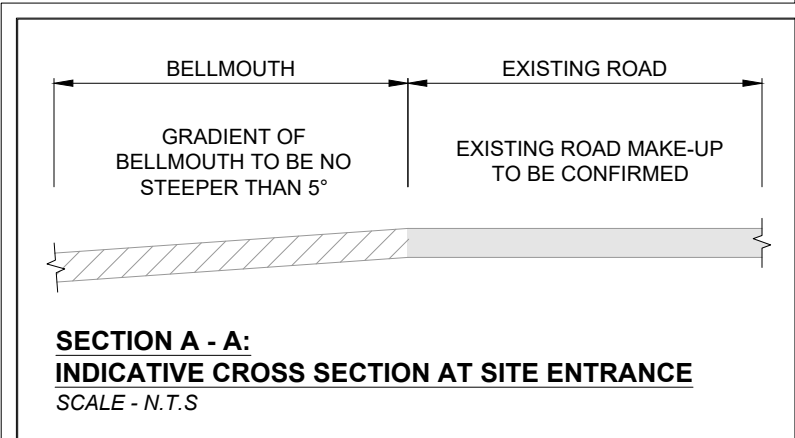 BELLMOUTH
EXISTING ROAD
GRADIENT OF
BELLMOUTH TO BE NO
STEEPER THAN 5°
EXISTING ROAD MAKE-UP
TO BE CONFIRMED
SECTION A - A:
INDICATIVE CROSS SECTION AT SITE ENTRANCE
SCALE - N.T.S